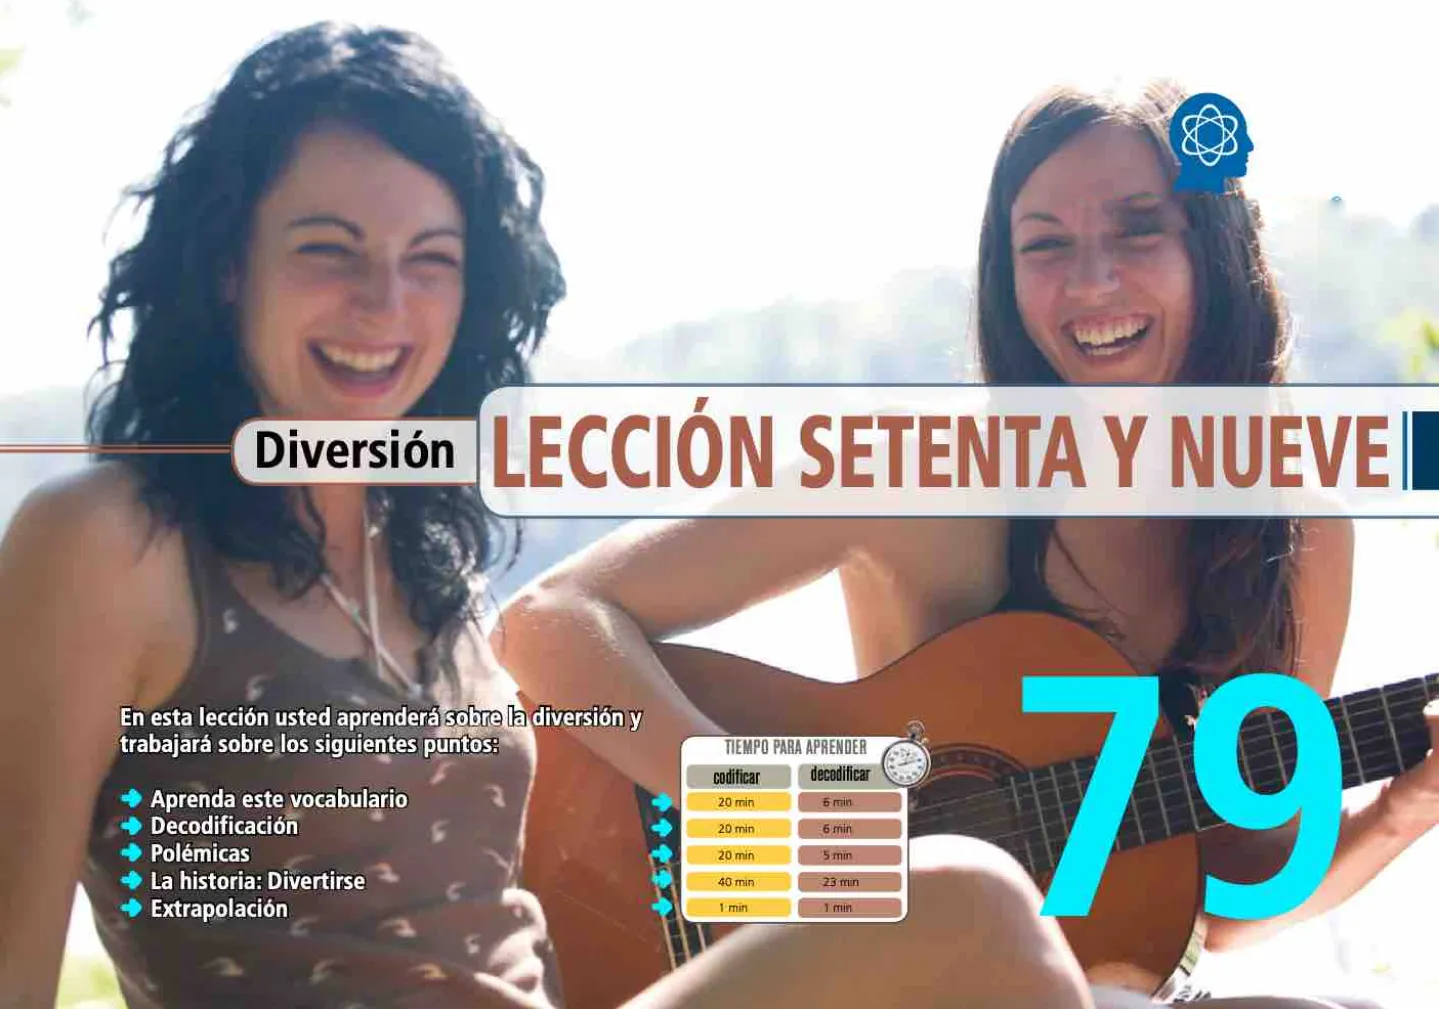 Diversión
LECCIÓN SETENTA Y NUEVE
En esta lección usted aprenderá sobre la diversión y
trabajará sobre los siguientes puntos:
Aprenda este vocabulario
Decodificación
Polémicas
La historia: Divertirse
Extrapolación
TIEMPO PARA APRENDER
codificar decodificar
20 min 6 min
20 min 6 min
20 min 5 min
40 min 23 min
1 min 1 min
79